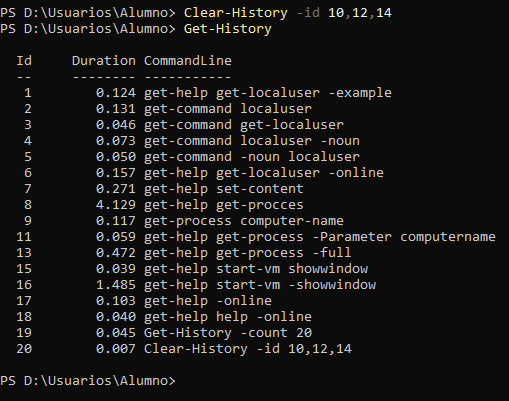 PS D:\Usuarios\Alumno> Clear-History -id 10,12,14
PS D:\Usuarios\Alumno> Get-History
Id Duration CommandLine
-- -------- -----------
1 0.124 get-help get-localuser -example
2 0.131 get-command localuser
3 0.046 get-command get-localuser
4 0.073 get-command localuser -noun
5 0.050 get-command -noun localuser
6 0.157 get-help get-localuser -online
7 0.271 get-help set-content
8 4.129 get-help get-procces
9 0.117 get-process computer-name
11 0.059 get-help get-process -Parameter computername
13 0.472 get-help get-process -full
15 0.039 get-help start-vm showwindow
16 1.485 get-help start-vm -showwindow
17 0.103 get-help -online
18 0.040 get-help help -online
19 0.045 Get-History -count 20
20 0.007 Clear-History -id 10,12,14
PS D:\Usuarios\Alumno>